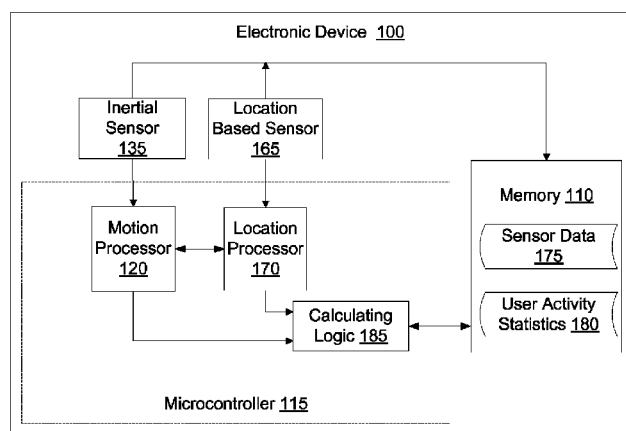 Electronic Device 100
Inertial
Sensor
135
Location
Based Sensor
165
Memory 110
Sensor Data
175
User Activity
Statistics 180
Motion
Processor
120
Location
Processor
170
Calculating
Logic 185
Microcontroller 115